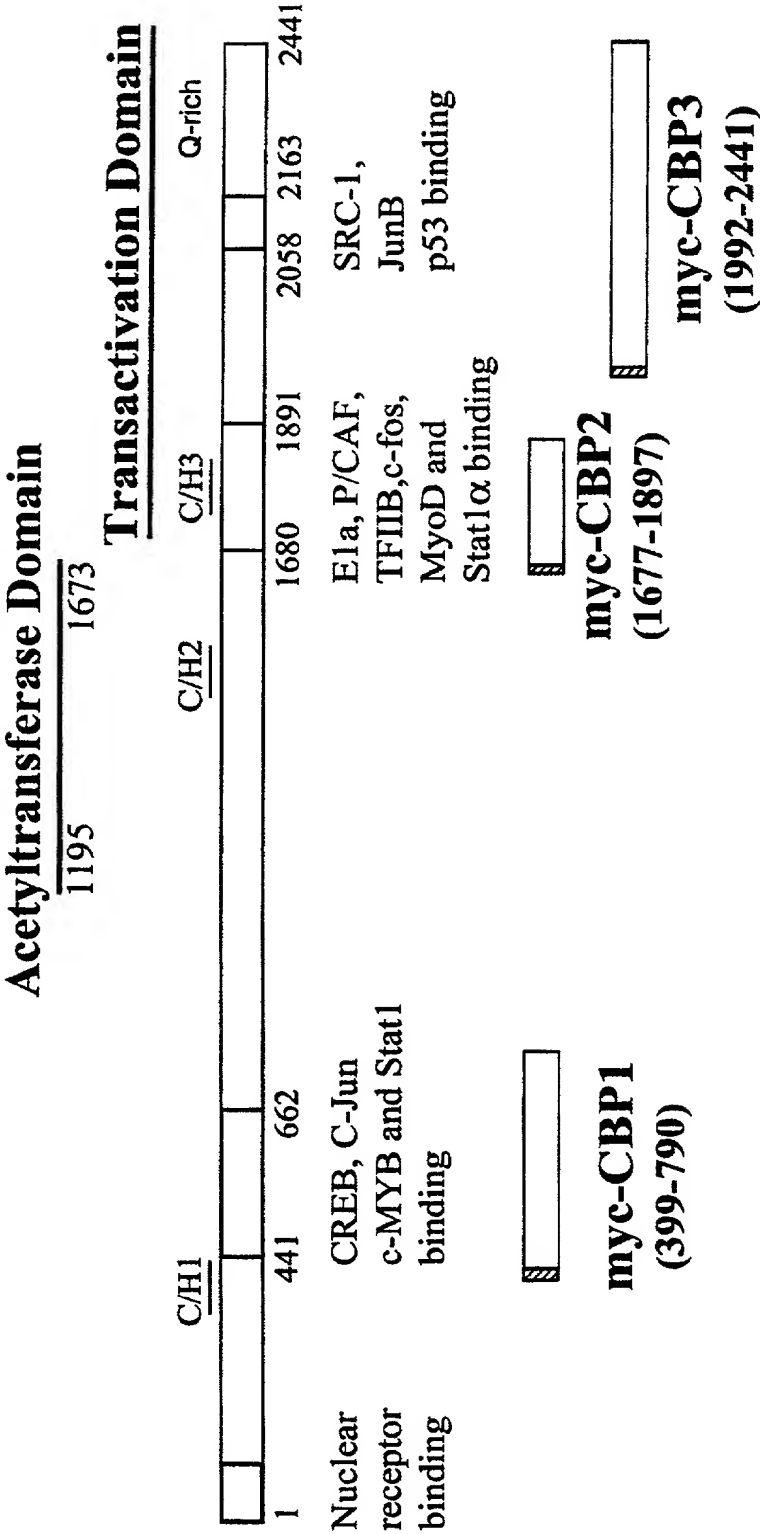 Acetyltransferase Domain
1195 1673
Transactivation Domain
C/H1 C/H2 C/H3 Q-rich
1 441 662 1680 1891 2058 2163 2441
Nuclear
receptor
binding
CREB, C-Jun
c-MYB and Stat1
binding
E1a, P/CAF,
TFIIB,c-fos,
MyoD and
Stat1α binding
SRC-1,
JunB
p53 binding
myc-CBP1
(399-790)
myc-CBP2
(1677-1897)
myc-CBP3
(1992-2441)